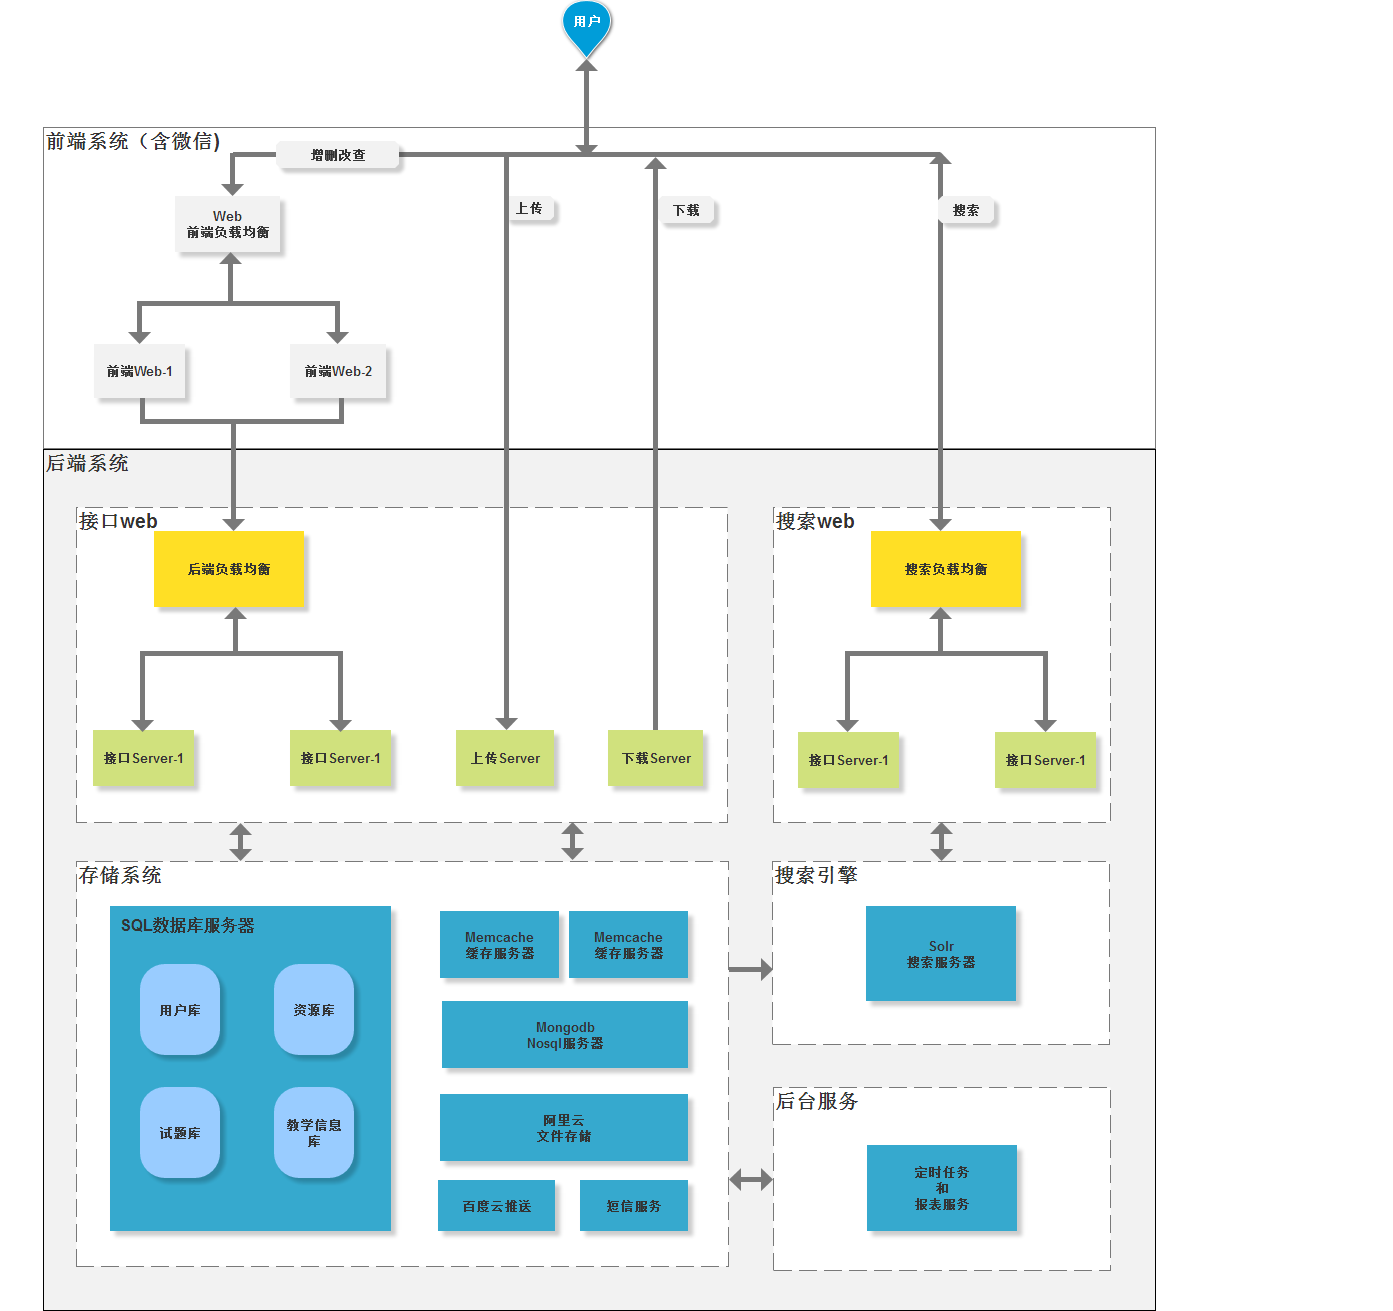 用户
前端系统（含微信)
增删改查
上传
下载
搜索
Web
前端负载均衡
前端Web-1
前端Web-2
后端系统
接口web
搜索web
后端负载均衡
搜索负载均衡
接口Server-1
接口Server-1
上传Server
下载Server
接口Server-1
接口Server-1
存储系统
搜索引擎
SQL数据库服务器
用户库
资源库
试题库
教学信息
库
Memcache
缓存服务器
Memcache
缓存服务器
Mongodb
Nosql服务器
阿里云
文件存储
百度云推送
短信服务
Solr
搜索服务器
后台服务
定时任务
和
报表服务